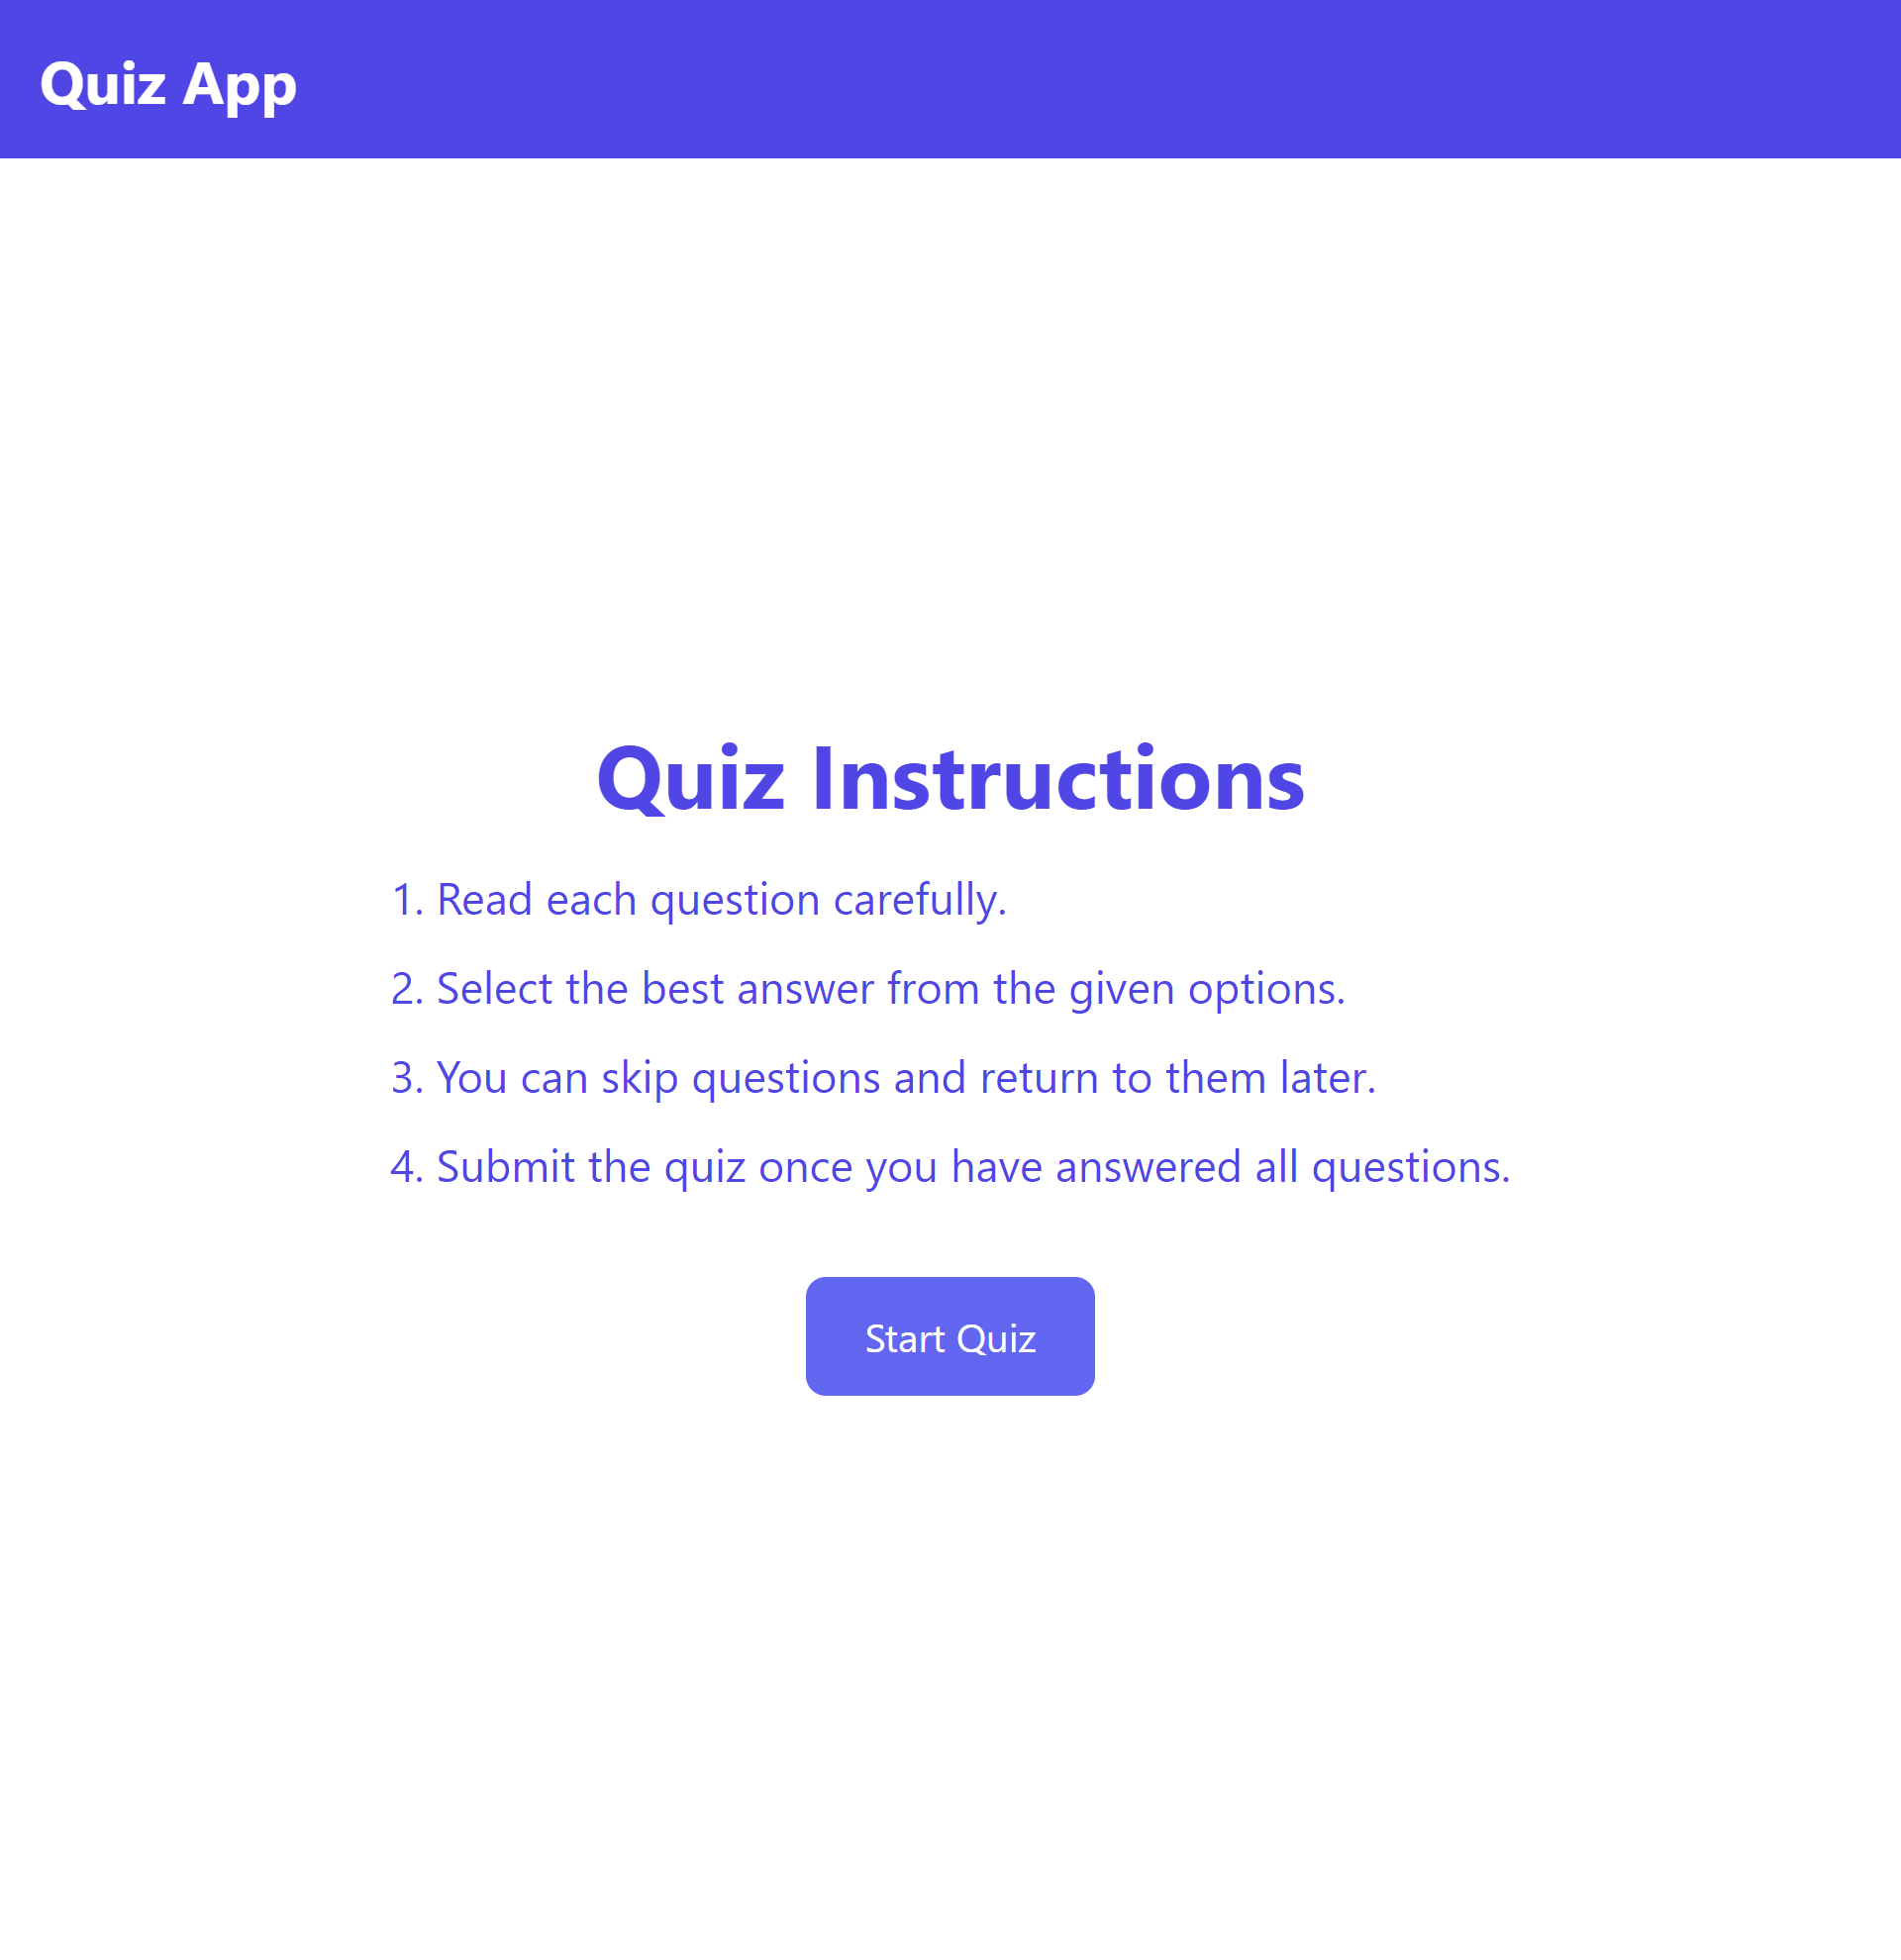 Quiz App
Quiz Instructions
1. Read each question carefully.
2. Select the best answer from the given options.
3. You can skip questions and return to them later.
4. Submit the quiz once you have answered all questions.
Start Quiz